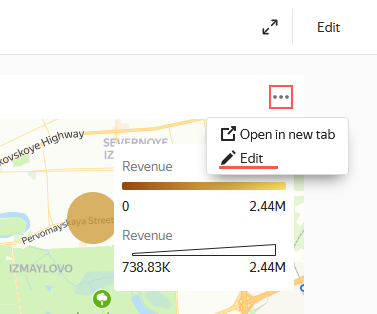 Edit
•••
Open in new tab
Edit
kovskoye Highway
SEVERNOYE
IZ
Revenue
0 2.44M
Pervomayskaya Street
Revenue
738.83K 2.44M
IZMAYLOVO